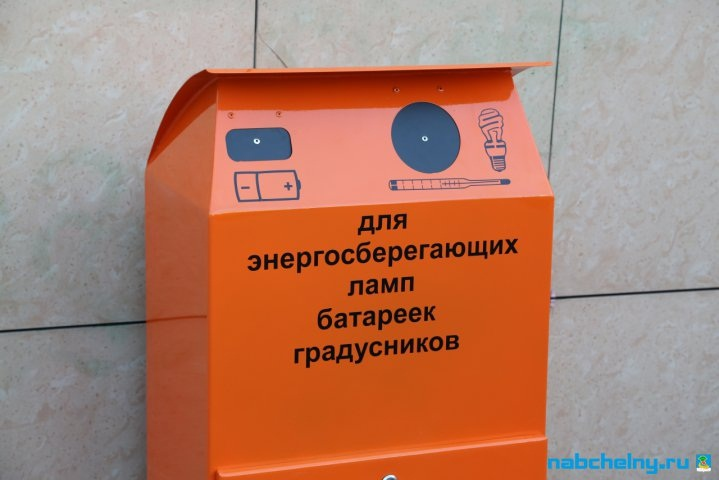 для
энергосберегающих
ламп
батареек
градусников
nabchelny.ru